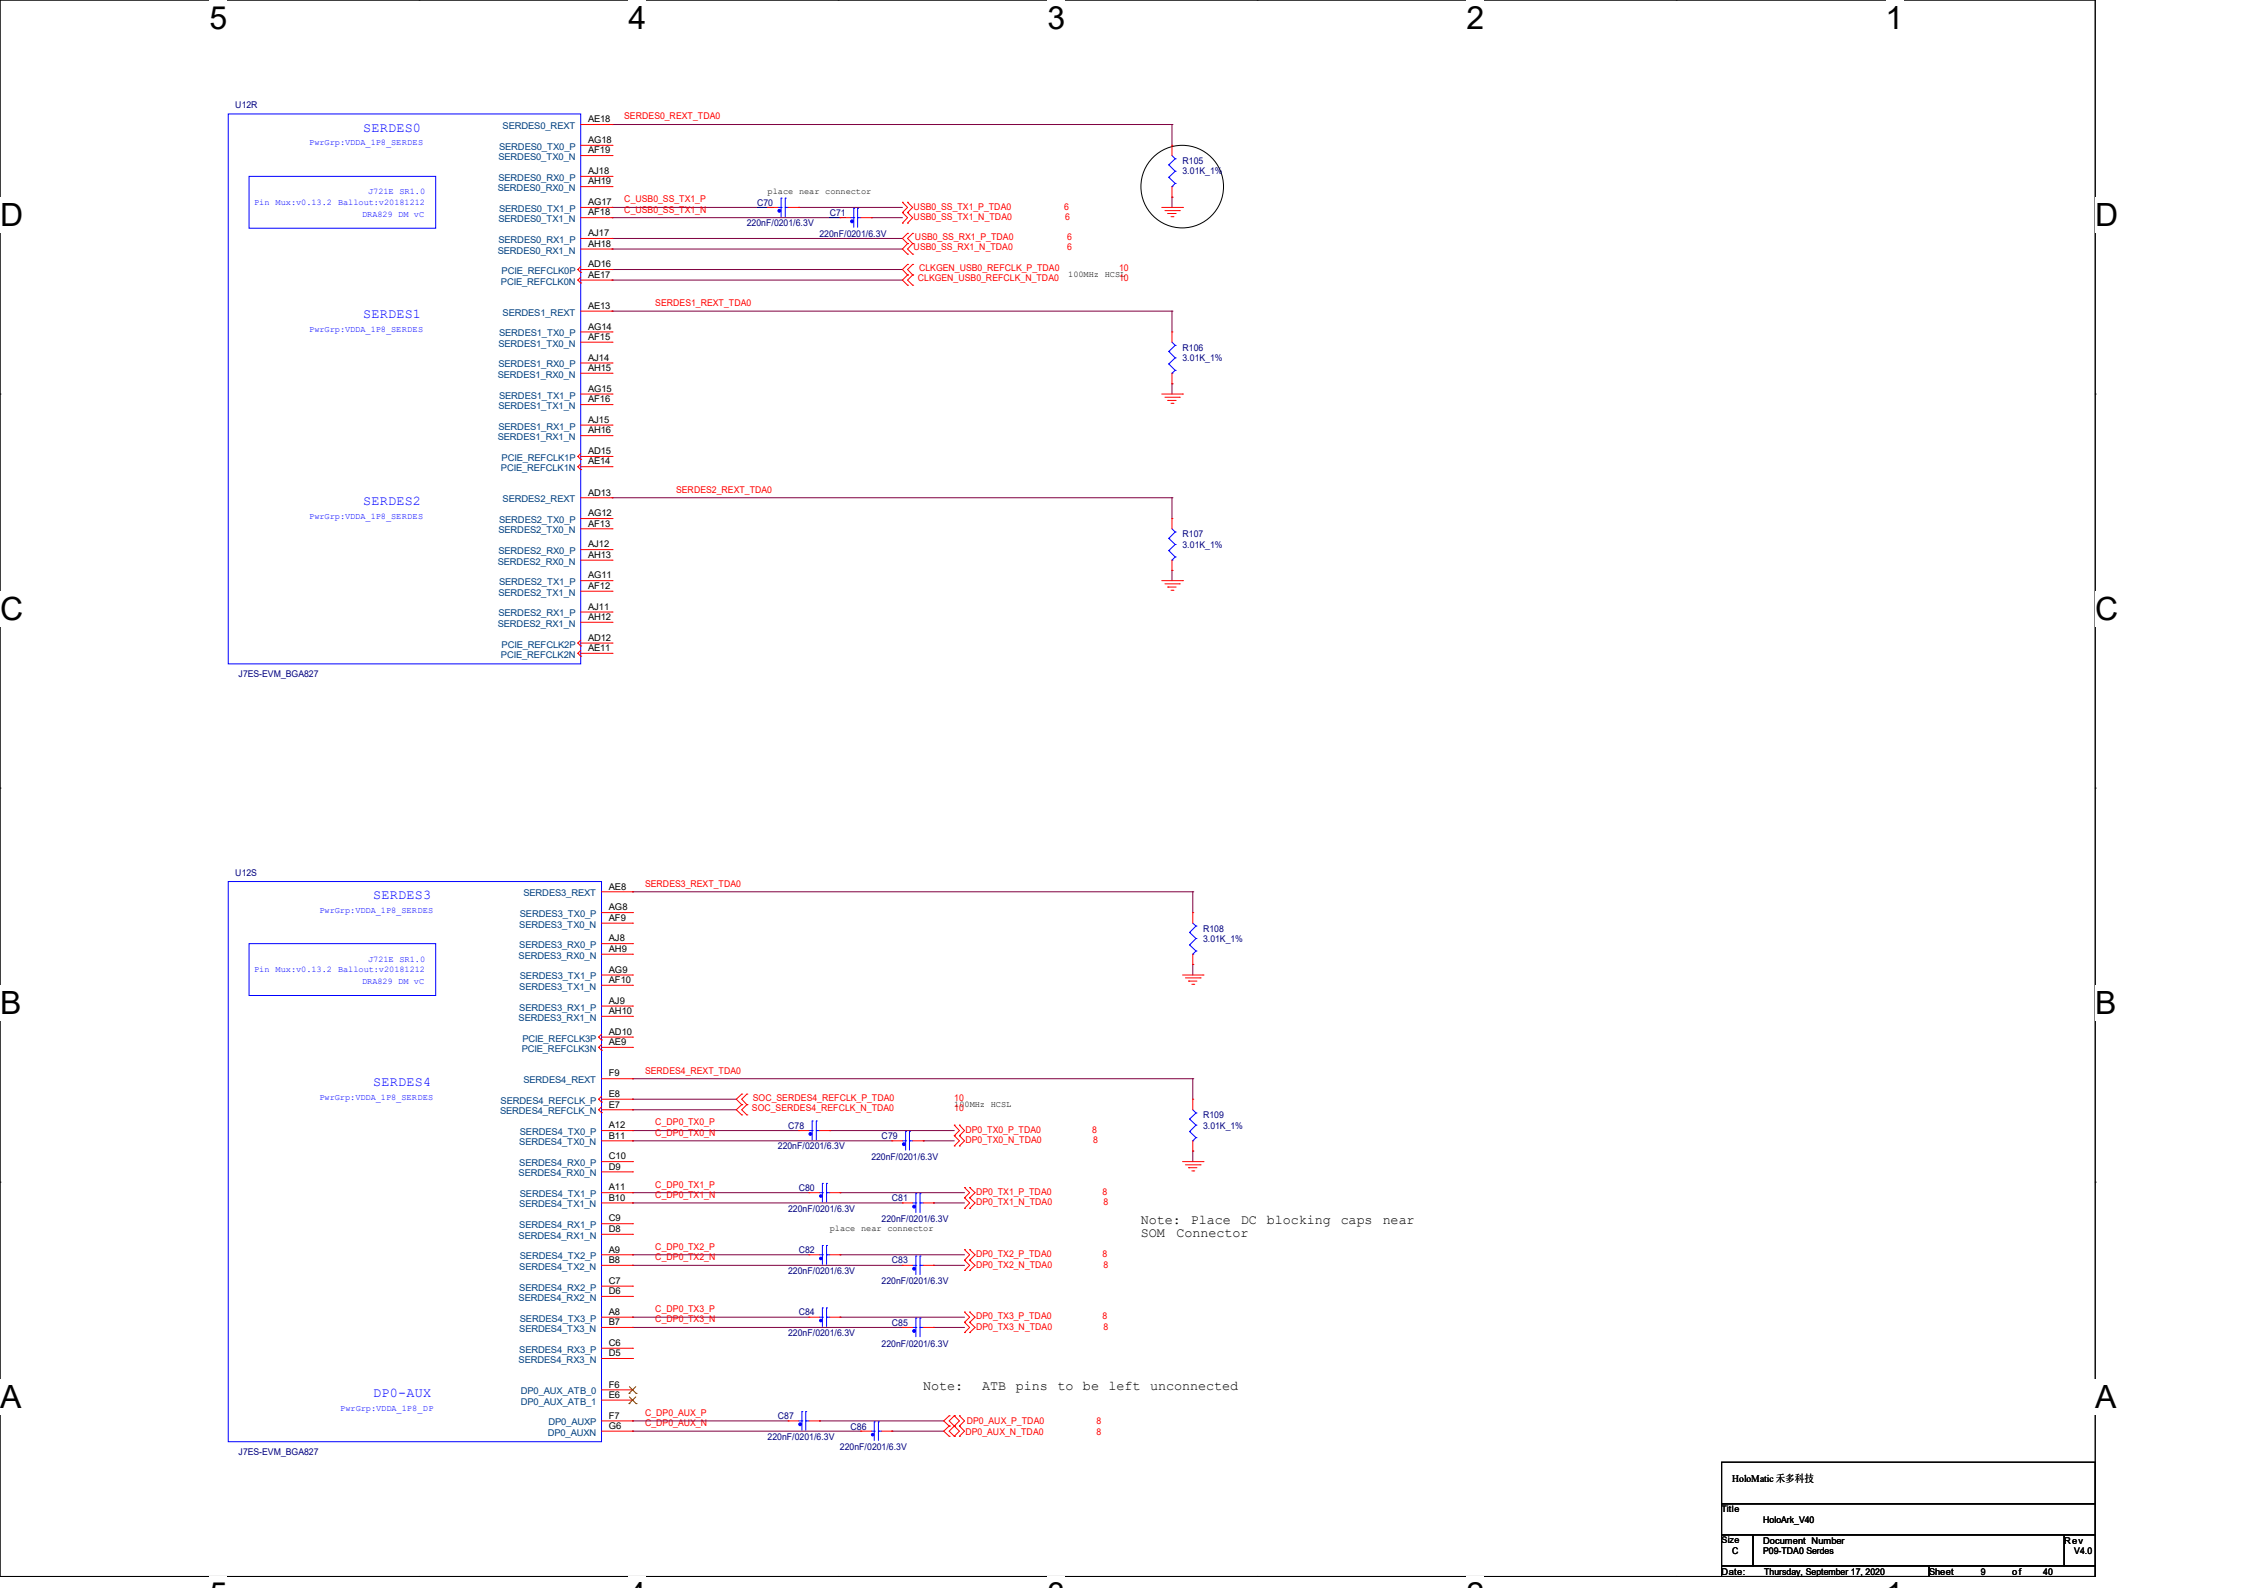 5 4 3 2 1
U12R
SERDES0
PwrGrp:VDDA_1P8_SERDES
J721E SR1.0
Pin Mux:v0.13.2 Ballout:v20181212
DRA829 DM vC
SERDES0_REXT AE18 SERDES0_REXT_TDA0
SERDES0_TX0_P AG18
SERDES0_TX0_N AF19
SERDES0_RX0_P AJ18
SERDES0_RX0_N AH19
R105
3.01K_1%
place near connector
SERDES0_TX1_P AG17 C_USB0_SS_TX1_P C70 USB0_SS_TX1_P_TDA0 6
SERDES0_TX1_N AF18 C_USB0_SS_TX1_N C71 USB0_SS_TX1_N_TDA0 6
220nF/0201/6.3V
220nF/0201/6.3V
SERDES0_RX1_P AJ17 USB0_SS_RX1_P_TDA0 6
SERDES0_RX1_N AH18 USB0_SS_RX1_N_TDA0 6
PCIE_REFCLK0P AD16 CLKGEN_USB0_REFCLK_P_TDA0 10
PCIE_REFCLK0N AE17 CLKGEN_USB0_REFCLK_N_TDA0 10
100MHz HCSL
D D
SERDES1
PwrGrp:VDDA_1P8_SERDES
SERDES1_REXT AE13 SERDES1_REXT_TDA0
SERDES1_TX0_P AG14
SERDES1_TX0_N AF15
SERDES1_RX0_P AJ14
SERDES1_RX0_N AH15
R106
3.01K_1%
SERDES1_TX1_P AG15
SERDES1_TX1_N AF16
SERDES1_RX1_P AJ15
SERDES1_RX1_N AH16
PCIE_REFCLK1P AD15
PCIE_REFCLK1N AE14
SERDES2
PwrGrp:VDDA_1P8_SERDES
SERDES2_REXT AD13 SERDES2_REXT_TDA0
SERDES2_TX0_P AG12
SERDES2_TX0_N AF13
SERDES2_RX0_P AJ12
SERDES2_RX0_N AH13
R107
3.01K_1%
SERDES2_TX1_P AG11
SERDES2_TX1_N AF12
SERDES2_RX1_P AJ11
SERDES2_RX1_N AH12
PCIE_REFCLK2P AD12
PCIE_REFCLK2N AE11
J7ES-EVM_BGA827
C C
U12S
SERDES3
PwrGrp:VDDA_1P8_SERDES
J721E SR1.0
Pin Mux:v0.13.2 Ballout:v20181212
DRA829 DM vC
SERDES3_REXT AE8 SERDES3_REXT_TDA0
SERDES3_TX0_P AG8
SERDES3_TX0_N AF9
SERDES3_RX0_P AJ8
SERDES3_RX0_N AH9
R108
3.01K_1%
SERDES3_TX1_P AG9
SERDES3_TX1_N AF10
SERDES3_RX1_P AJ9
SERDES3_RX1_N AH10
PCIE_REFCLK3P AD10
PCIE_REFCLK3N AE9
B B
SERDES4
PwrGrp:VDDA_1P8_SERDES
SERDES4_REXT F9 SERDES4_REXT_TDA0
SERDES4_REFCLK_P E8 SOC_SERDES4_REFCLK_P_TDA0 10
SERDES4_REFCLK_N E7 SOC_SERDES4_REFCLK_N_TDA0 10
100MHz HCSL
R109
3.01K_1%
SERDES4_TX0_P A12 C_DP0_TX0_P C78 DP0_TX0_P_TDA0 8
SERDES4_TX0_N B11 C_DP0_TX0_N C79 DP0_TX0_N_TDA0 8
220nF/0201/6.3V
220nF/0201/6.3V
SERDES4_RX0_P C10
SERDES4_RX0_N D9
SERDES4_TX1_P A11 C_DP0_TX1_P C80 DP0_TX1_P_TDA0 8
SERDES4_TX1_N B10 C_DP0_TX1_N C81 DP0_TX1_N_TDA0 8
220nF/0201/6.3V
220nF/0201/6.3V
SERDES4_RX1_P C9
SERDES4_RX1_N D8
place near connector
Note: Place DC blocking caps near
SOM Connector
SERDES4_TX2_P A9 C_DP0_TX2_P C82 DP0_TX2_P_TDA0 8
SERDES4_TX2_N B8 C_DP0_TX2_N C83 DP0_TX2_N_TDA0 8
220nF/0201/6.3V
220nF/0201/6.3V
SERDES4_RX2_P C7
SERDES4_RX2_N D6
SERDES4_TX3_P A8 C_DP0_TX3_P C84 DP0_TX3_P_TDA0 8
SERDES4_TX3_N B7 C_DP0_TX3_N C85 DP0_TX3_N_TDA0 8
220nF/0201/6.3V
220nF/0201/6.3V
SERDES4_RX3_P C6
SERDES4_RX3_N D5
DP0-AUX
PwrGrp:VDDA_1P8_DP
DP0_AUX_ATB_0 F6
DP0_AUX_ATB_1 E6
Note: ATB pins to be left unconnected
DP0_AUXP F7 C_DP0_AUX_P C87 DP0_AUX_P_TDA0 8
DP0_AUXN G6 C_DP0_AUX_N C86 DP0_AUX_N_TDA0 8
220nF/0201/6.3V
220nF/0201/6.3V
J7ES-EVM_BGA827
A A
HoloMatic 禾多科技
Title
HoloArk_V40
Size Document Number Rev
C P09-TDA0 Serdes V4.0
Date: Thursday, September 17, 2020 Sheet 9 of 40
5 4 3 2 1